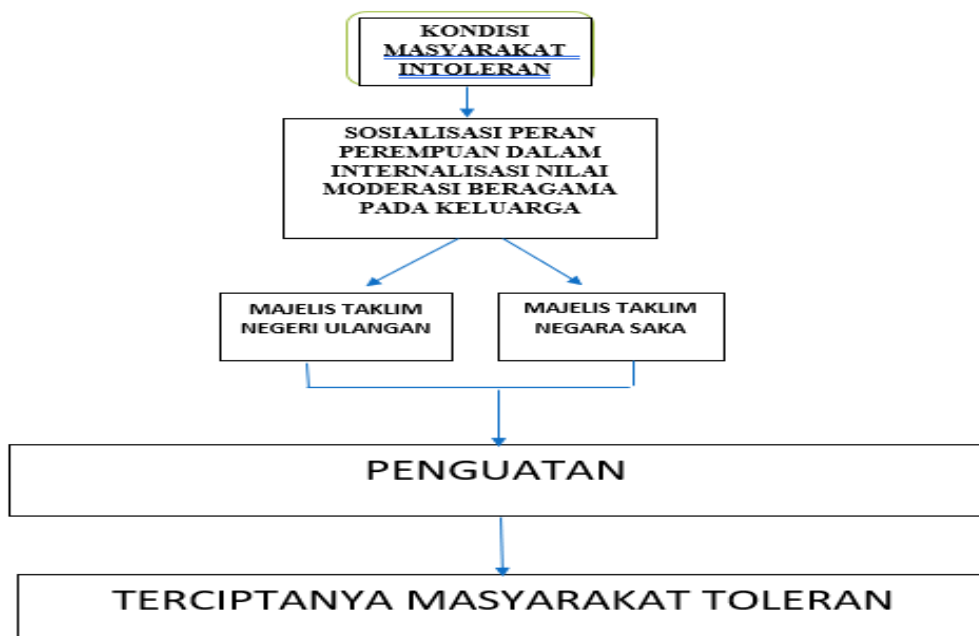 KONDISI
MASYARAKAT
INTOLERAN
SOSIALISASI PERAN
PEREMPUAN DALAM
INTERNALISASI NILAI
MODERASI BERAGAMA
PADA KELUARGA
MAJELIS TAKLIM
NEGERI ULANGAN
MAJELIS TAKLIM
NEGARA SAKA
PENGUATAN
TERCIPTANYA MASYARAKAT TOLERAN